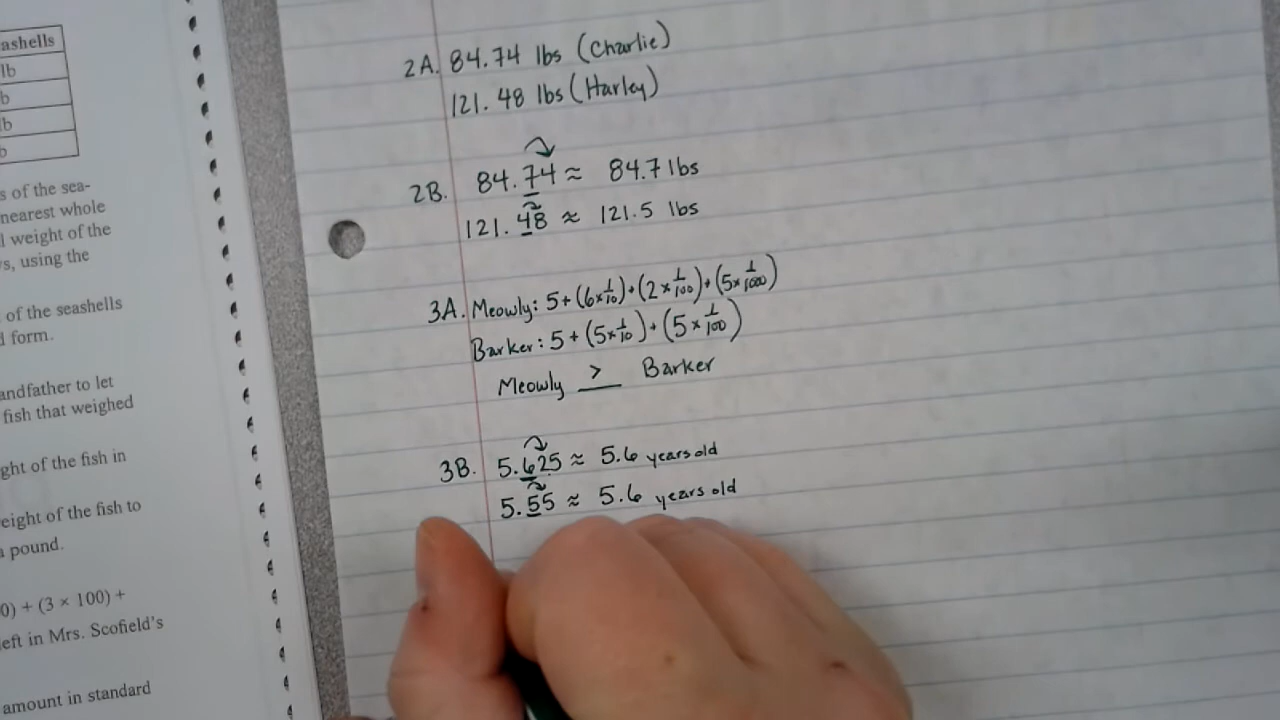 eashells
lb
b
b
b
s of the sea-
nearest whole
l weight of the
s, using the
of the seashells
d form.
andfather to let
fish that weighed
ght of the fish in
eight of the fish to
a pound.
0) + (3 × 100) +
left in Mrs. Scofield's
amount in standard
2A. 84.74 lbs (Charlie)
121.48 lbs (Harley)
2B. 84.74 ≈ 84.7 lbs
121.48 ≈ 121.5 lbs
3A. Meowly: 5+(6×1/10)+(2×1/100)+(5×1/1000)
Barker: 5+(5×1/10)+(5×1/100)
Meowly > Barker
3B. 5.625 ≈ 5.6 years old
5.55 ≈ 5.6 years old